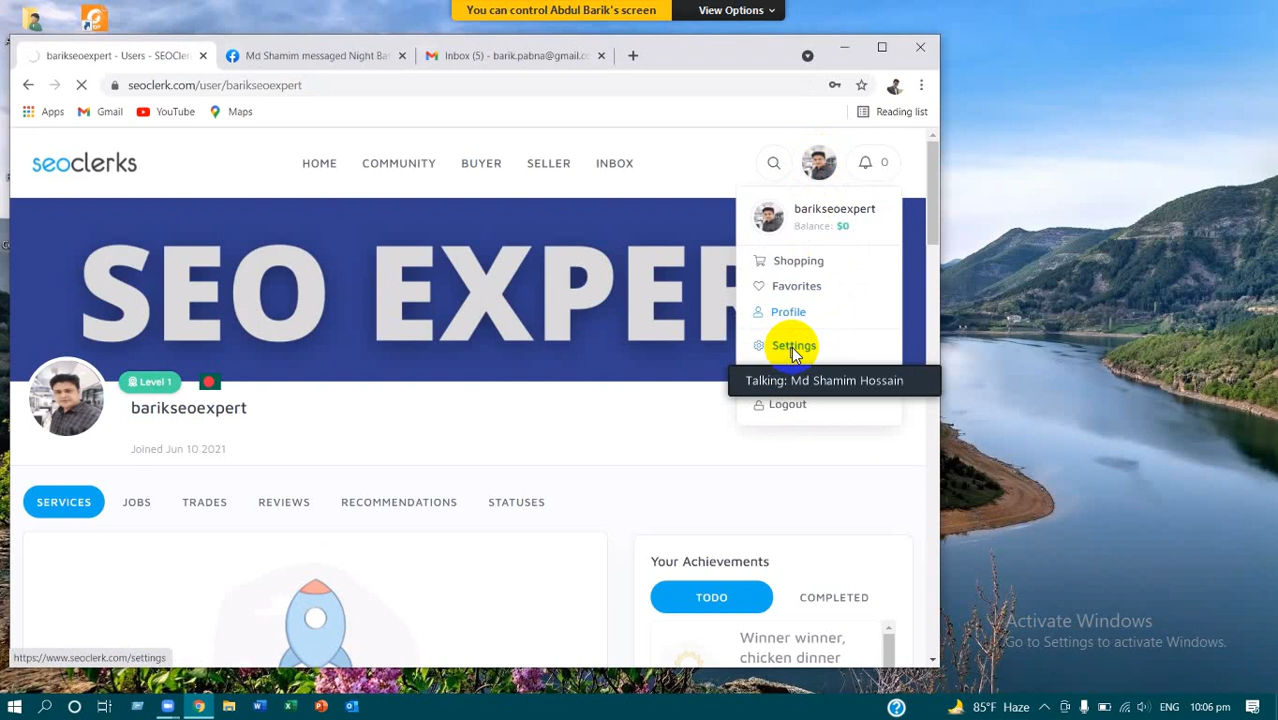 You can control Abdul Barik's screen
View Options
barikseoexpert - Users - SEOCler
Md Shamim messaged Night Ba
Inbox (5) - barik.pabna@gmail.co
seoclerk.com/user/barikseoexpert
Apps
Gmail
YouTube
Maps
Reading list
seoclerks
HOME
COMMUNITY
BUYER
SELLER
INBOX
0
barikseoexpert
Balance: $0
Shopping
Favorites
Profile
Settings
Talking: Md Shamim Hossain
Logout
SEO EXPER
Level 1
barikseoexpert
Joined Jun 10 2021
SERVICES
JOBS
TRADES
REVIEWS
RECOMMENDATIONS
STATUSES
Your Achievements
TODO
COMPLETED
Winner winner,
chicken dinner
https://www.seoclerk.com/settings
Activate Windows
Go to Settings to activate Windows.
85°F Haze
ENG
10:06 pm